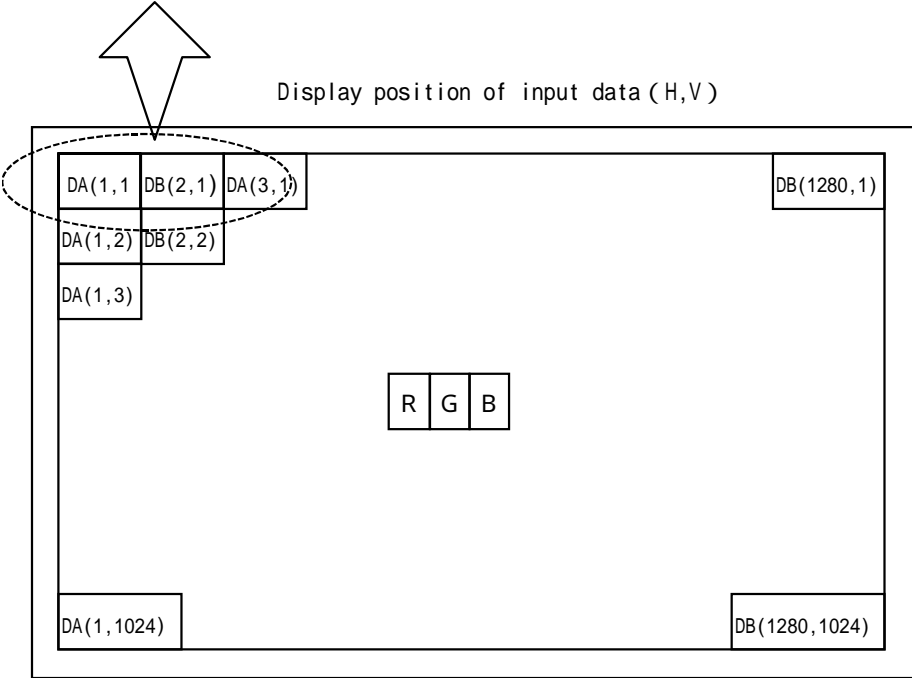 Display position of input data (H,V)
DA(1,1 DB(2,1) DA(3,1) DB(1280,1)
DA(1,2) DB(2,2)
DA(1,3)
R G B
DA(1,1024) DB(1280,1024)